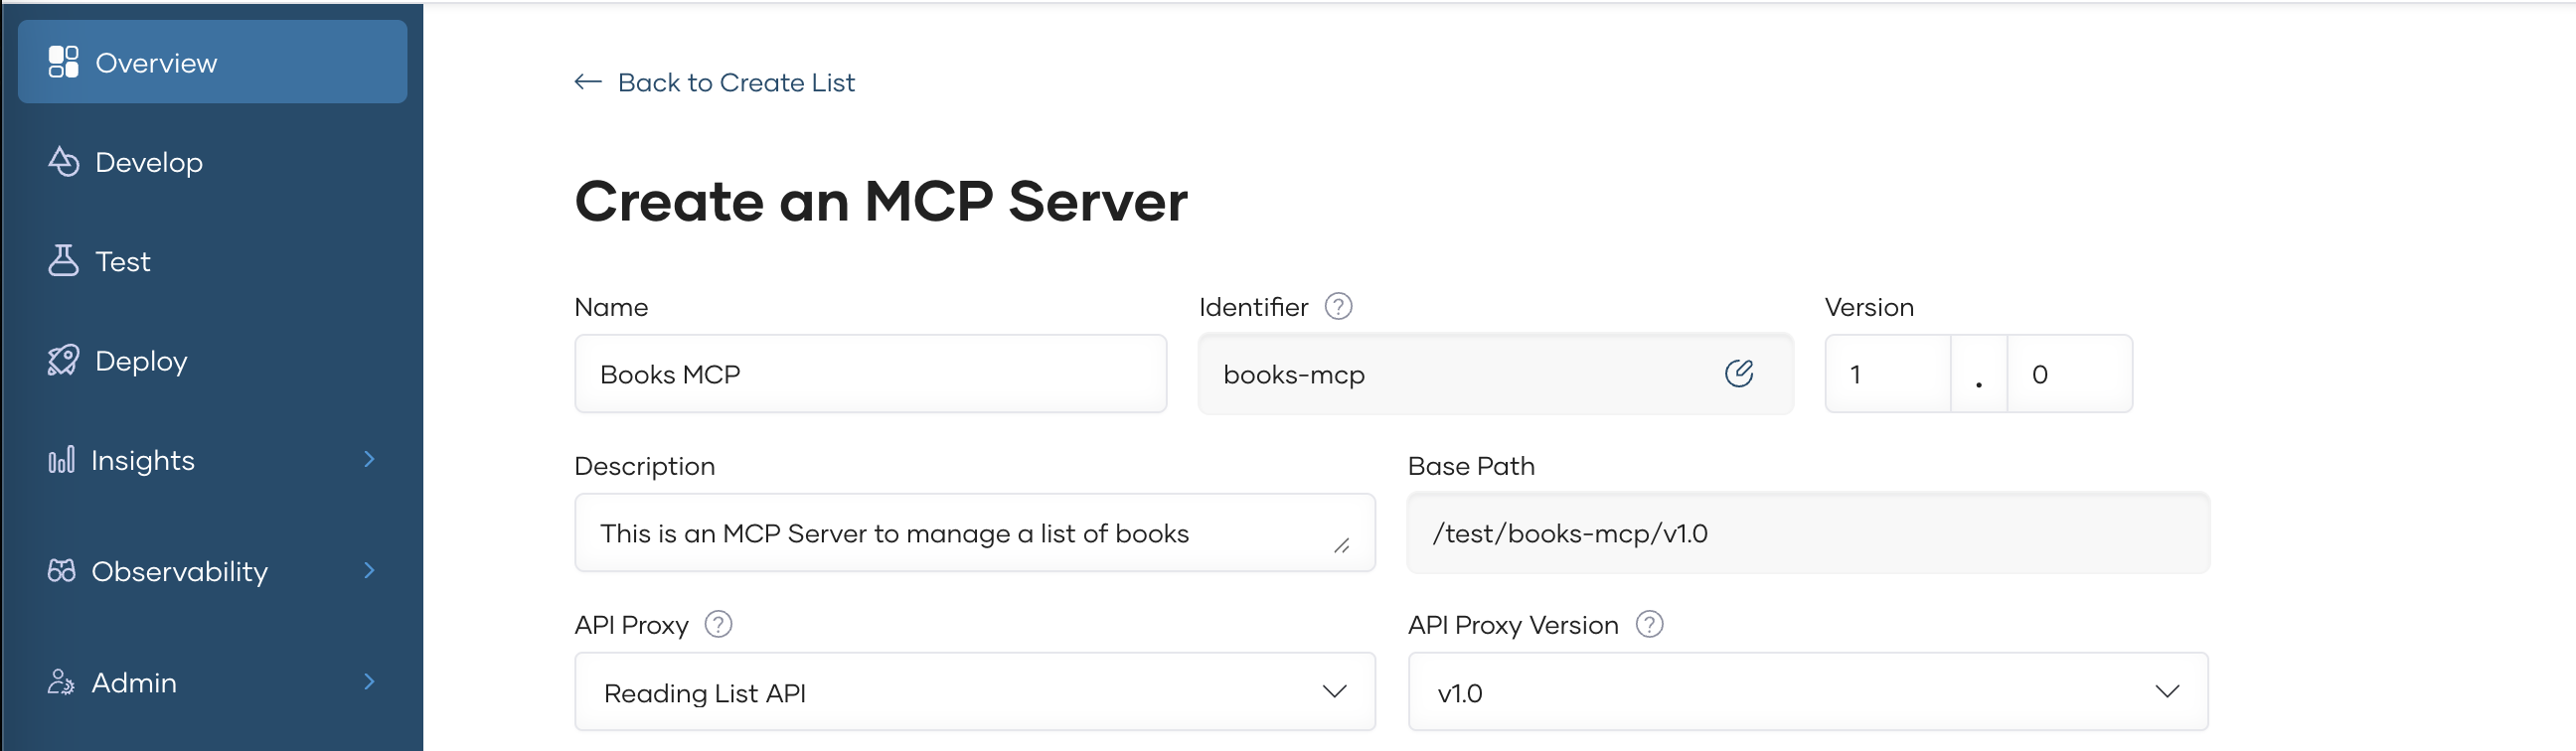 Overview
Develop
Test
Deploy
Insights
Observability
Admin
← Back to Create List
Create an MCP Server
Name
Books MCP
Identifier ?
books-mcp
Version
1 . 0
Description
This is an MCP Server to manage a list of books
Base Path
/test/books-mcp/v1.0
API Proxy ?
Reading List API
API Proxy Version ?
v1.0